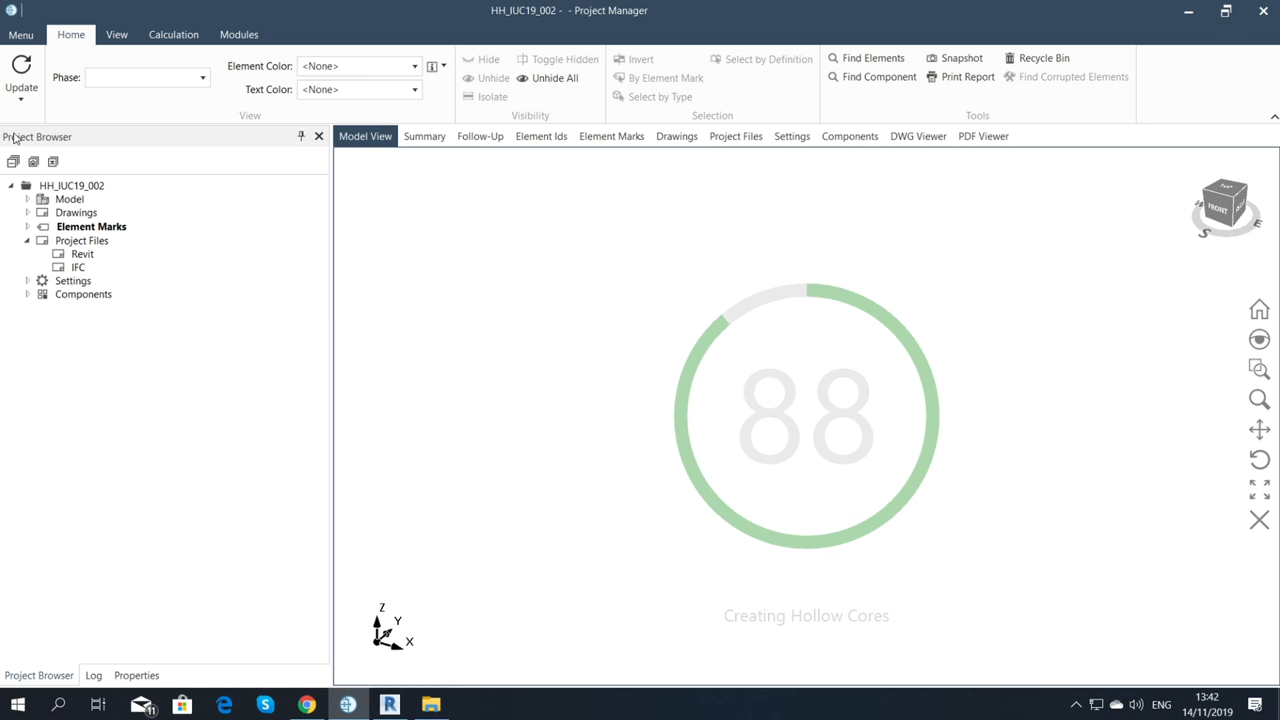 HH_IUC19_002 - - Project Manager
Menu Home View Calculation Modules
Update
Phase:
Element Color: <None>
Text Color: <None>
View
Hide Toggle Hidden
Unhide Unhide All
Isolate
Visibility
Invert Select by Definition
By Element Mark
Select by Type
Selection
Find Elements Snapshot Recycle Bin
Find Component Print Report Find Corrupted Elements
Tools
Project Browser
Model View Summary Follow-Up Element Ids Element Marks Drawings Project Files Settings Components DWG Viewer PDF Viewer
HH_IUC19_002
Model
Drawings
Element Marks
Project Files
Revit
IFC
Settings
Components
FRONT
W
S
E
88
Creating Hollow Cores
Z
Y
X
Project Browser Log Properties
11
ENG
13:42
14/11/2019